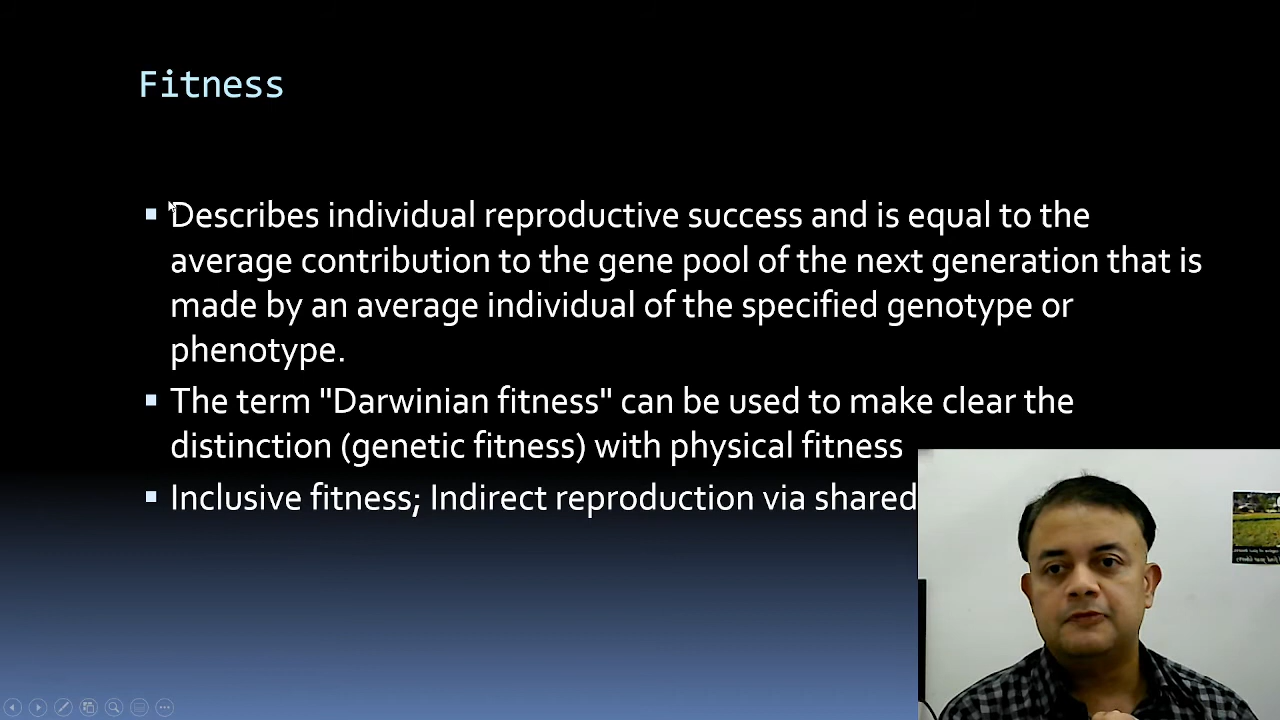 Fitness
Describes individual reproductive success and is equal to the
average contribution to the gene pool of the next generation that is
made by an average individual of the specified genotype or
phenotype.
The term "Darwinian fitness" can be used to make clear the
distinction (genetic fitness) with physical fitness
Inclusive fitness; Indirect reproduction via shared